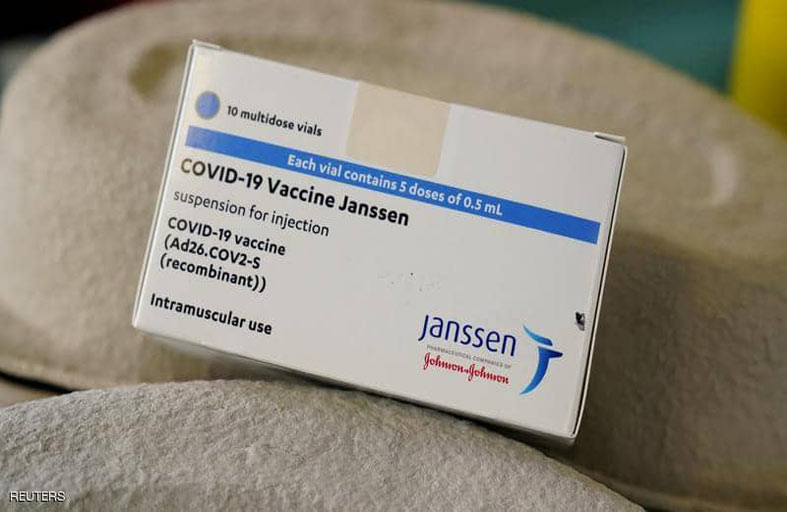 10 multidose vials
Each vial contains 5 doses of 0.5 mL
COVID-19 Vaccine Janssen
suspension for injection
COVID-19 vaccine
(Ad26.COV2-S
(recombinant))
Intramuscular use
Janssen
PHARMACEUTICAL COMPANIES OF
Johnson & Johnson
REUTERS